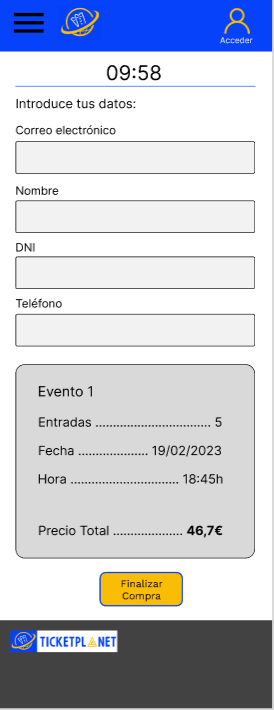 Acceder
09:58
Introduce tus datos:
Correo electrónico
Nombre
DNI
Teléfono
Evento 1
Entradas ................................ 5
Fecha ................... 19/02/2023
Hora .............................. 18:45h
Precio Total ................... 46,7€
Finalizar
Compra
TICKETPLANET